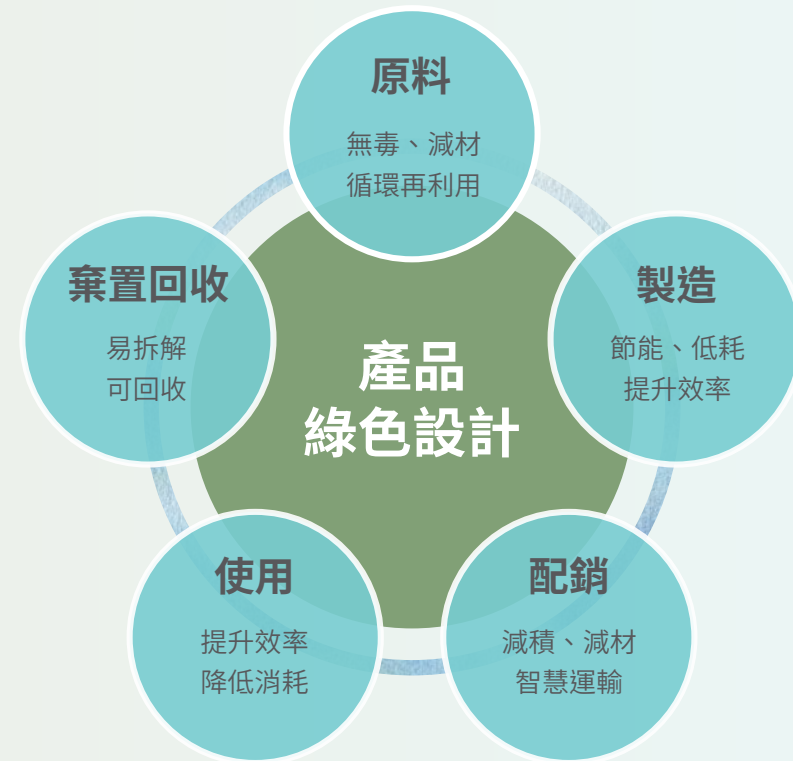 原料
無毒、減材
循環再利用
製造
節能、低耗
提升效率
配銷
減積、減材
智慧運輸
使用
提升效率
降低消耗
棄置回收
易拆解
可回收
產品
綠色設計